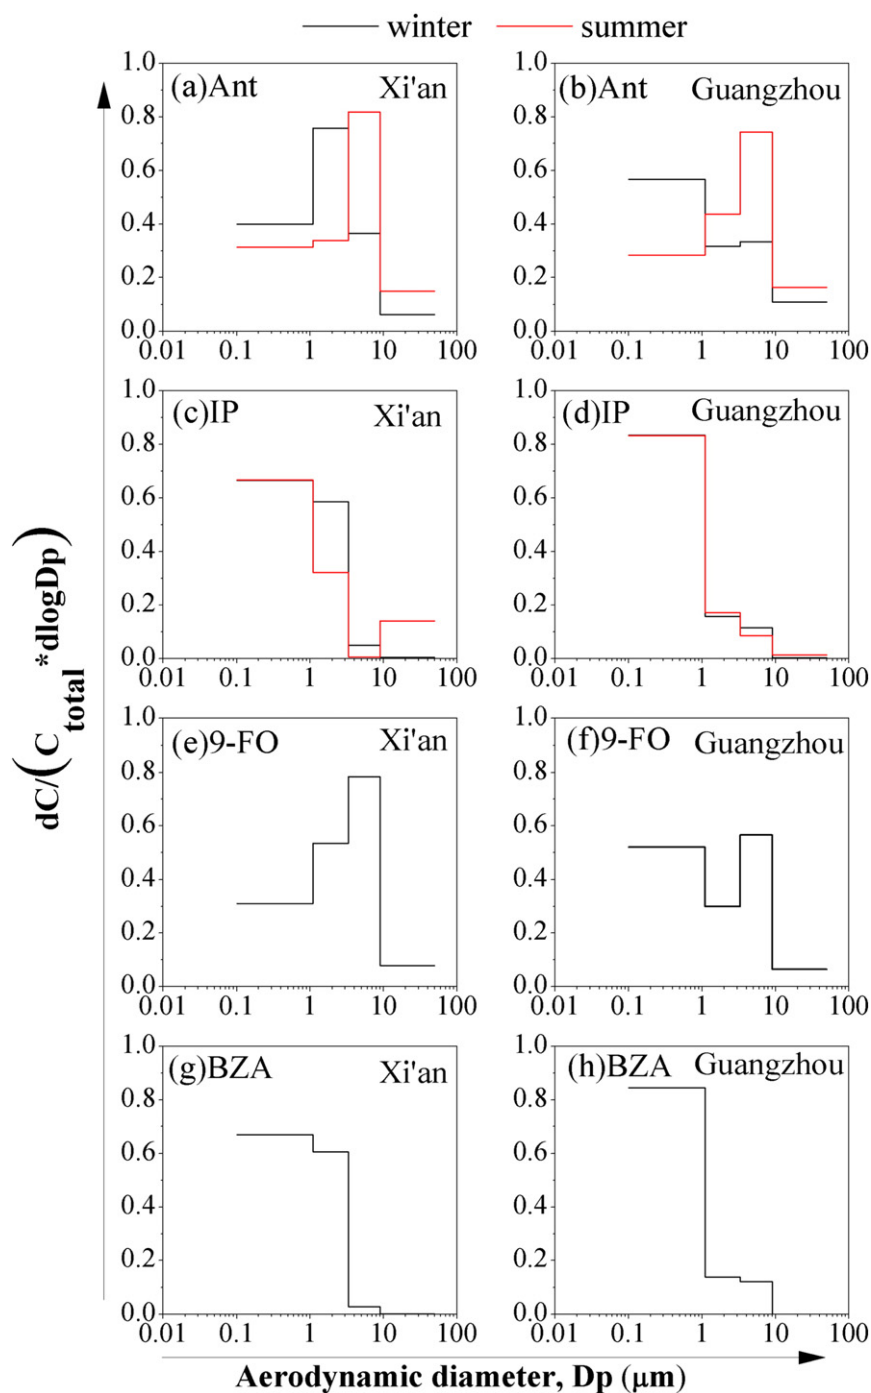 winter summer
(a)Ant Xi'an
1.0
0.8
0.6
0.4
0.2
0.0
0.01 0.1 1 10 100
(b)Ant Guangzhou
1.0
0.8
0.6
0.4
0.2
0.0
0.01 0.1 1 10 100
(c)IP Xi'an
1.0
0.8
0.6
0.4
0.2
0.0
0.01 0.1 1 10 100
(d)IP Guangzhou
1.0
0.8
0.6
0.4
0.2
0.0
0.01 0.1 1 10 100
(e)9-FO Xi'an
1.0
0.8
0.6
0.4
0.2
0.0
0.01 0.1 1 10 100
(f)9-FO Guangzhou
1.0
0.8
0.6
0.4
0.2
0.0
0.01 0.1 1 10 100
(g)BZA Xi'an
1.0
0.8
0.6
0.4
0.2
0.0
0.01 0.1 1 10 100
(h)BZA Guangzhou
1.0
0.8
0.6
0.4
0.2
0.0
0.01 0.1 1 10 100
dC/(C_total*dlogDp)
Aerodynamic diameter, Dp (μm)